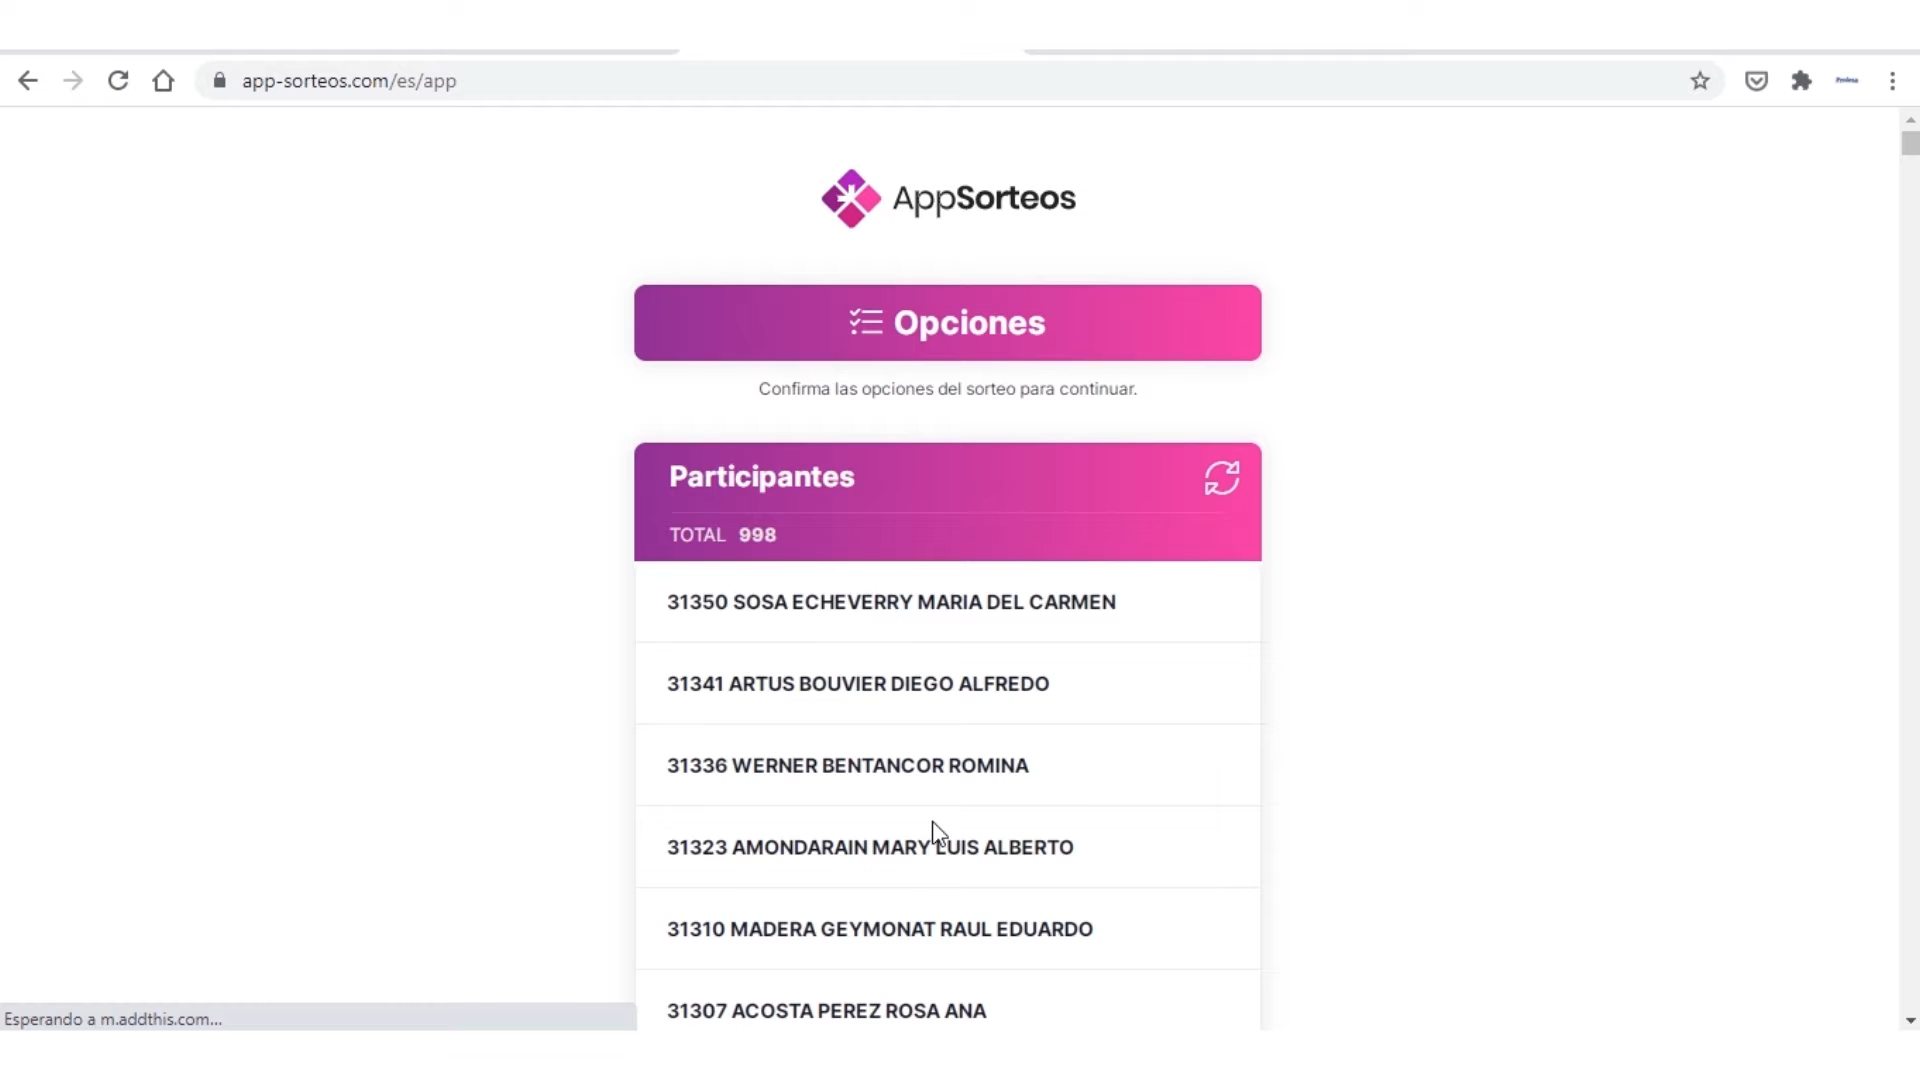 app-sorteos.com/es/app
AppSorteos
Opciones
Confirma las opciones del sorteo para continuar.
Participantes
TOTAL 998
31350 SOSA ECHEVERRY MARIA DEL CARMEN
31341 ARTUS BOUVIER DIEGO ALFREDO
31336 WERNER BENTANCOR ROMINA
31323 AMONDARAIN MARY LUIS ALBERTO
31310 MADERA GEYMONAT RAUL EDUARDO
31307 ACOSTA PEREZ ROSA ANA
Esperando a m.addthis.com...